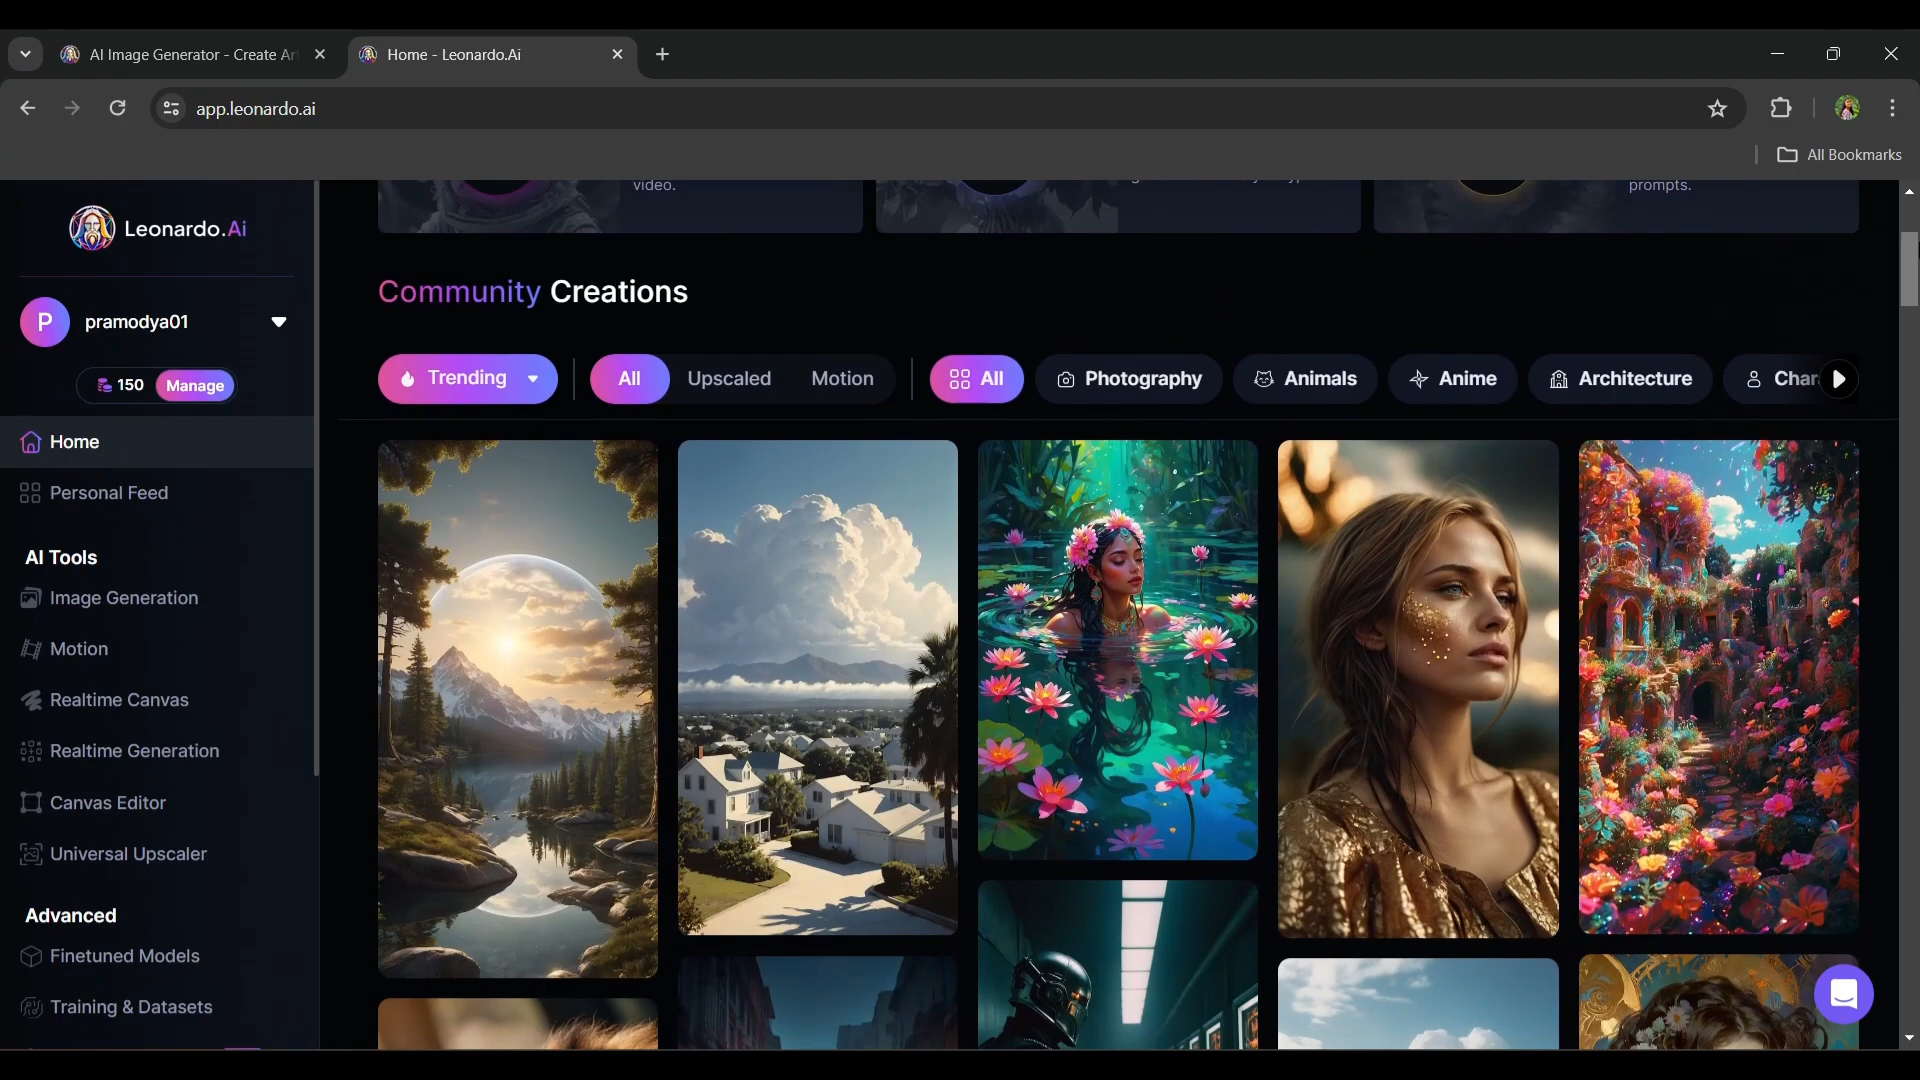 AI Image Generator - Create Ar
Home - Leonardo.Ai
app.leonardo.ai
All Bookmarks
Leonardo.Ai
P
pramodya01
150
Manage
Home
Personal Feed
AI Tools
Image Generation
Motion
Realtime Canvas
Realtime Generation
Canvas Editor
Universal Upscaler
Advanced
Finetuned Models
Training & Datasets
video.
prompts.
Community Creations
Trending
All
Upscaled
Motion
All
Photography
Animals
Anime
Architecture
Char